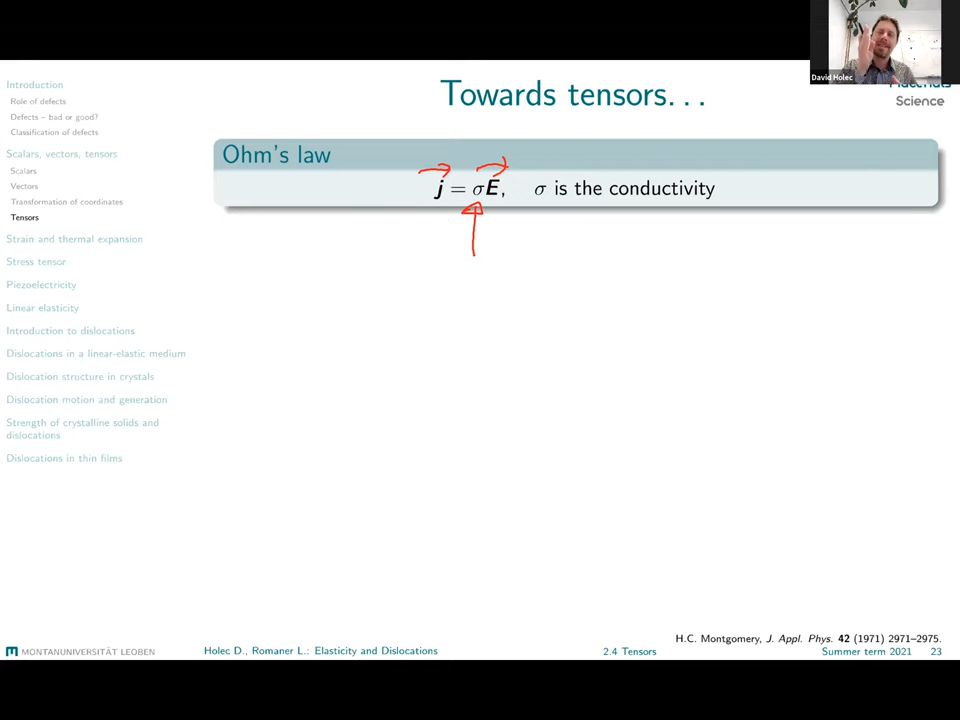 David Holec
Materials
Science
Towards tensors...
Introduction
Role of defects
Defects – bad or good?
Classification of defects
Scalars, vectors, tensors
Scalars
Vectors
Transformation of coordinates
Tensors
Strain and thermal expansion
Stress tensor
Piezoelectricity
Linear elasticity
Introduction to dislocations
Dislocations in a linear-elastic medium
Dislocation structure in crystals
Dislocation motion and generation
Strength of crystalline solids and
dislocations
Dislocations in thin films
Ohm's law
j = σE, σ is the conductivity
H.C. Montgomery, J. Appl. Phys. 42 (1971) 2971–2975.
MONTANUNIVERSITÄT LEOBEN
Holec D., Romaner L.: Elasticity and Dislocations
2.4 Tensors
Summer term 2021 23